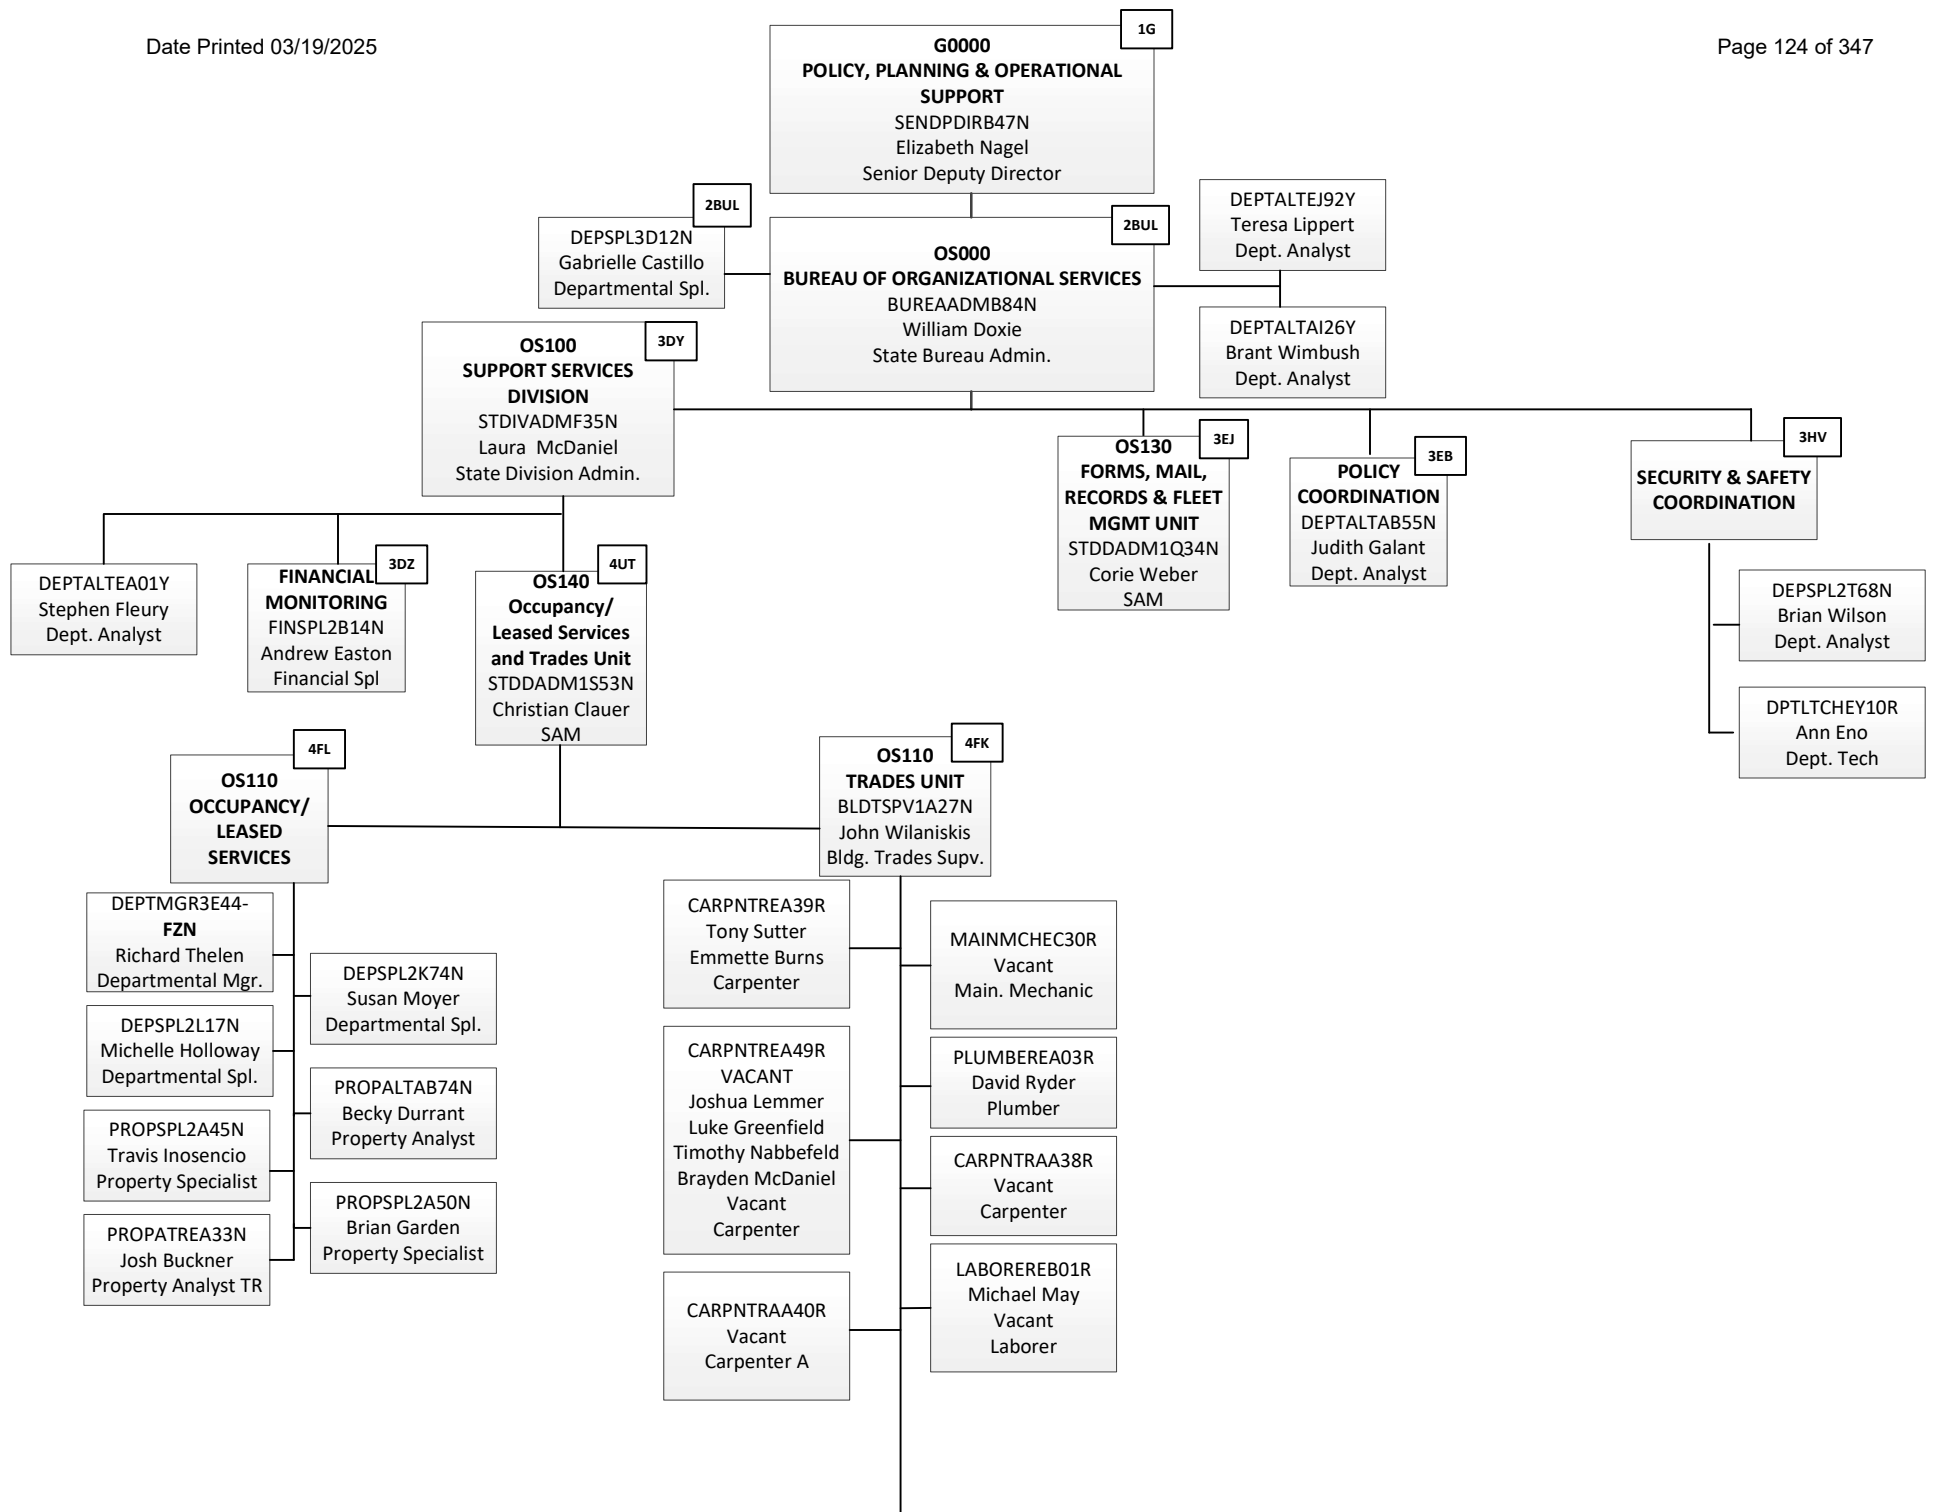 Date Printed 03/19/2025
Page 124 of 347
1G
G0000
POLICY, PLANNING & OPERATIONAL
SUPPORT
SENDPDIRB47N
Elizabeth Nagel
Senior Deputy Director
2BUL
DEPSPL3D12N
Gabrielle Castillo
Departmental Spl.
2BUL
OS000
BUREAU OF ORGANIZATIONAL SERVICES
BUREAADMB84N
William Doxie
State Bureau Admin.
DEPTALTEJ92Y
Teresa Lippert
Dept. Analyst
DEPTALTAI26Y
Brant Wimbush
Dept. Analyst
3DY
OS100
SUPPORT SERVICES
DIVISION
STDIVADMF35N
Laura  McDaniel
State Division Admin.
3EJ
OS130
FORMS, MAIL,
RECORDS & FLEET
MGMT UNIT
STDDADM1Q34N
Corie Weber
SAM
3EB
POLICY
COORDINATION
DEPTALTAB55N
Judith Galant
Dept. Analyst
3HV
SECURITY & SAFETY
COORDINATION
DEPSPL2T68N
Brian Wilson
Dept. Analyst
DPTLTCHEY10R
Ann Eno
Dept. Tech
DEPTALTEA01Y
Stephen Fleury
Dept. Analyst
3DZ
FINANCIAL
MONITORING
FINSPL2B14N
Andrew Easton
Financial Spl
4UT
OS140
Occupancy/
Leased Services
and Trades Unit
STDDADM1S53N
Christian Clauer
SAM
4FL
OS110
OCCUPANCY/
LEASED
SERVICES
4FK
OS110
TRADES UNIT
BLDTSPV1A27N
John Wilaniskis
Bldg. Trades Supv.
DEPTMGR3E44-
FZN
Richard Thelen
Departmental Mgr.
DEPSPL2K74N
Susan Moyer
Departmental Spl.
DEPSPL2L17N
Michelle Holloway
Departmental Spl.
PROPALTAB74N
Becky Durrant
Property Analyst
PROPSPL2A45N
Travis Inosencio
Property Specialist
PROPSPL2A50N
Brian Garden
Property Specialist
PROPATREA33N
Josh Buckner
Property Analyst TR
CARPNTREA39R
Tony Sutter
Emmette Burns
Carpenter
MAINMCHEC30R
Vacant
Main. Mechanic
CARPNTREA49R
VACANT
Joshua Lemmer
Luke Greenfield
Timothy Nabbefeld
Brayden McDaniel
Vacant
Carpenter
PLUMBEREA03R
David Ryder
Plumber
CARPNTRAA38R
Vacant
Carpenter
CARPNTRAA40R
Vacant
Carpenter A
LABOREREB01R
Michael May
Vacant
Laborer